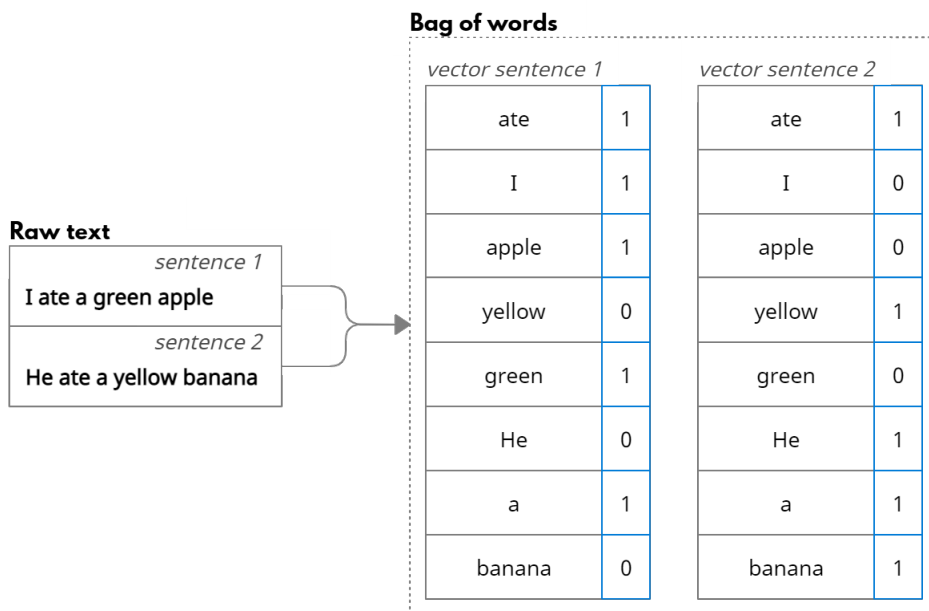 Bag of words
vector sentence 1
ate 1
I 1
apple 1
yellow 0
green 1
He 0
a 1
banana 0
vector sentence 2
ate 1
I 0
apple 0
yellow 1
green 0
He 1
a 1
banana 1
Raw text
sentence 1
I ate a green apple
sentence 2
He ate a yellow banana